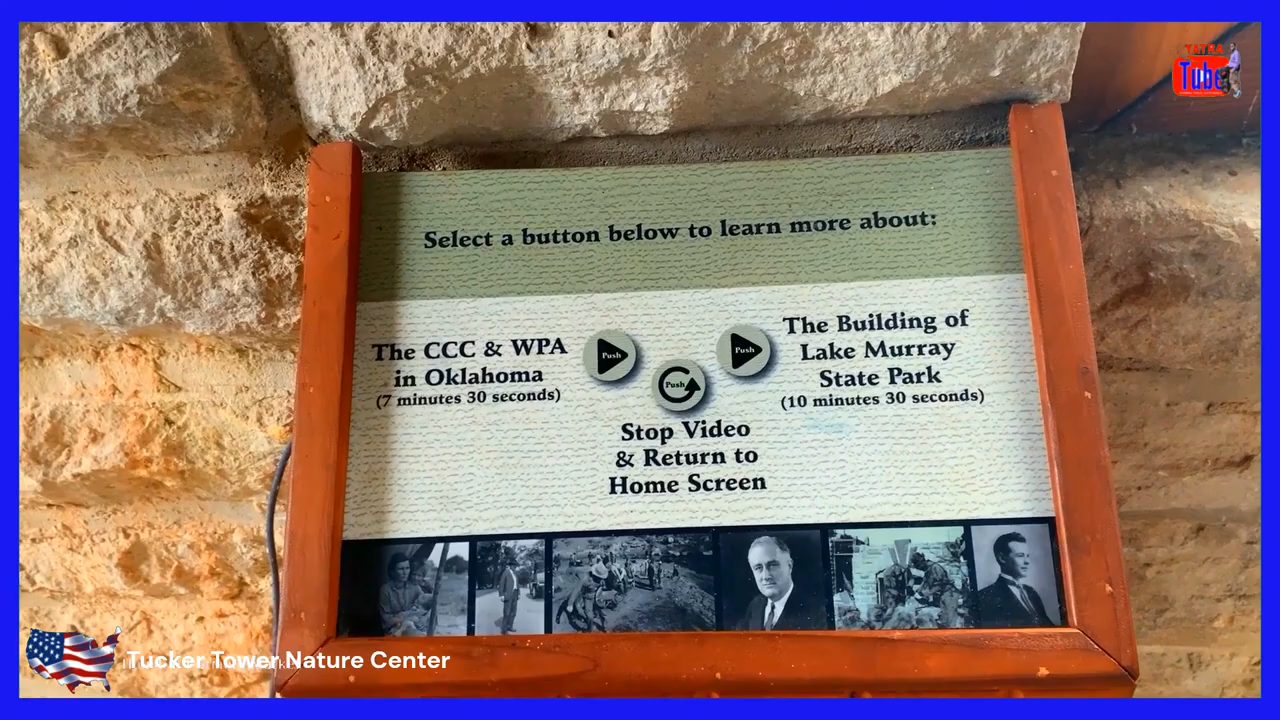 TATRA
Tube
Select a button below to learn more about:
The CCC & WPA
in Oklahoma
(7 minutes 30 seconds)
Push
Push
Push
The Building of
Lake Murray
State Park
(10 minutes 30 seconds)
Stop Video
& Return to
Home Screen
Tucker Tower Nature Center